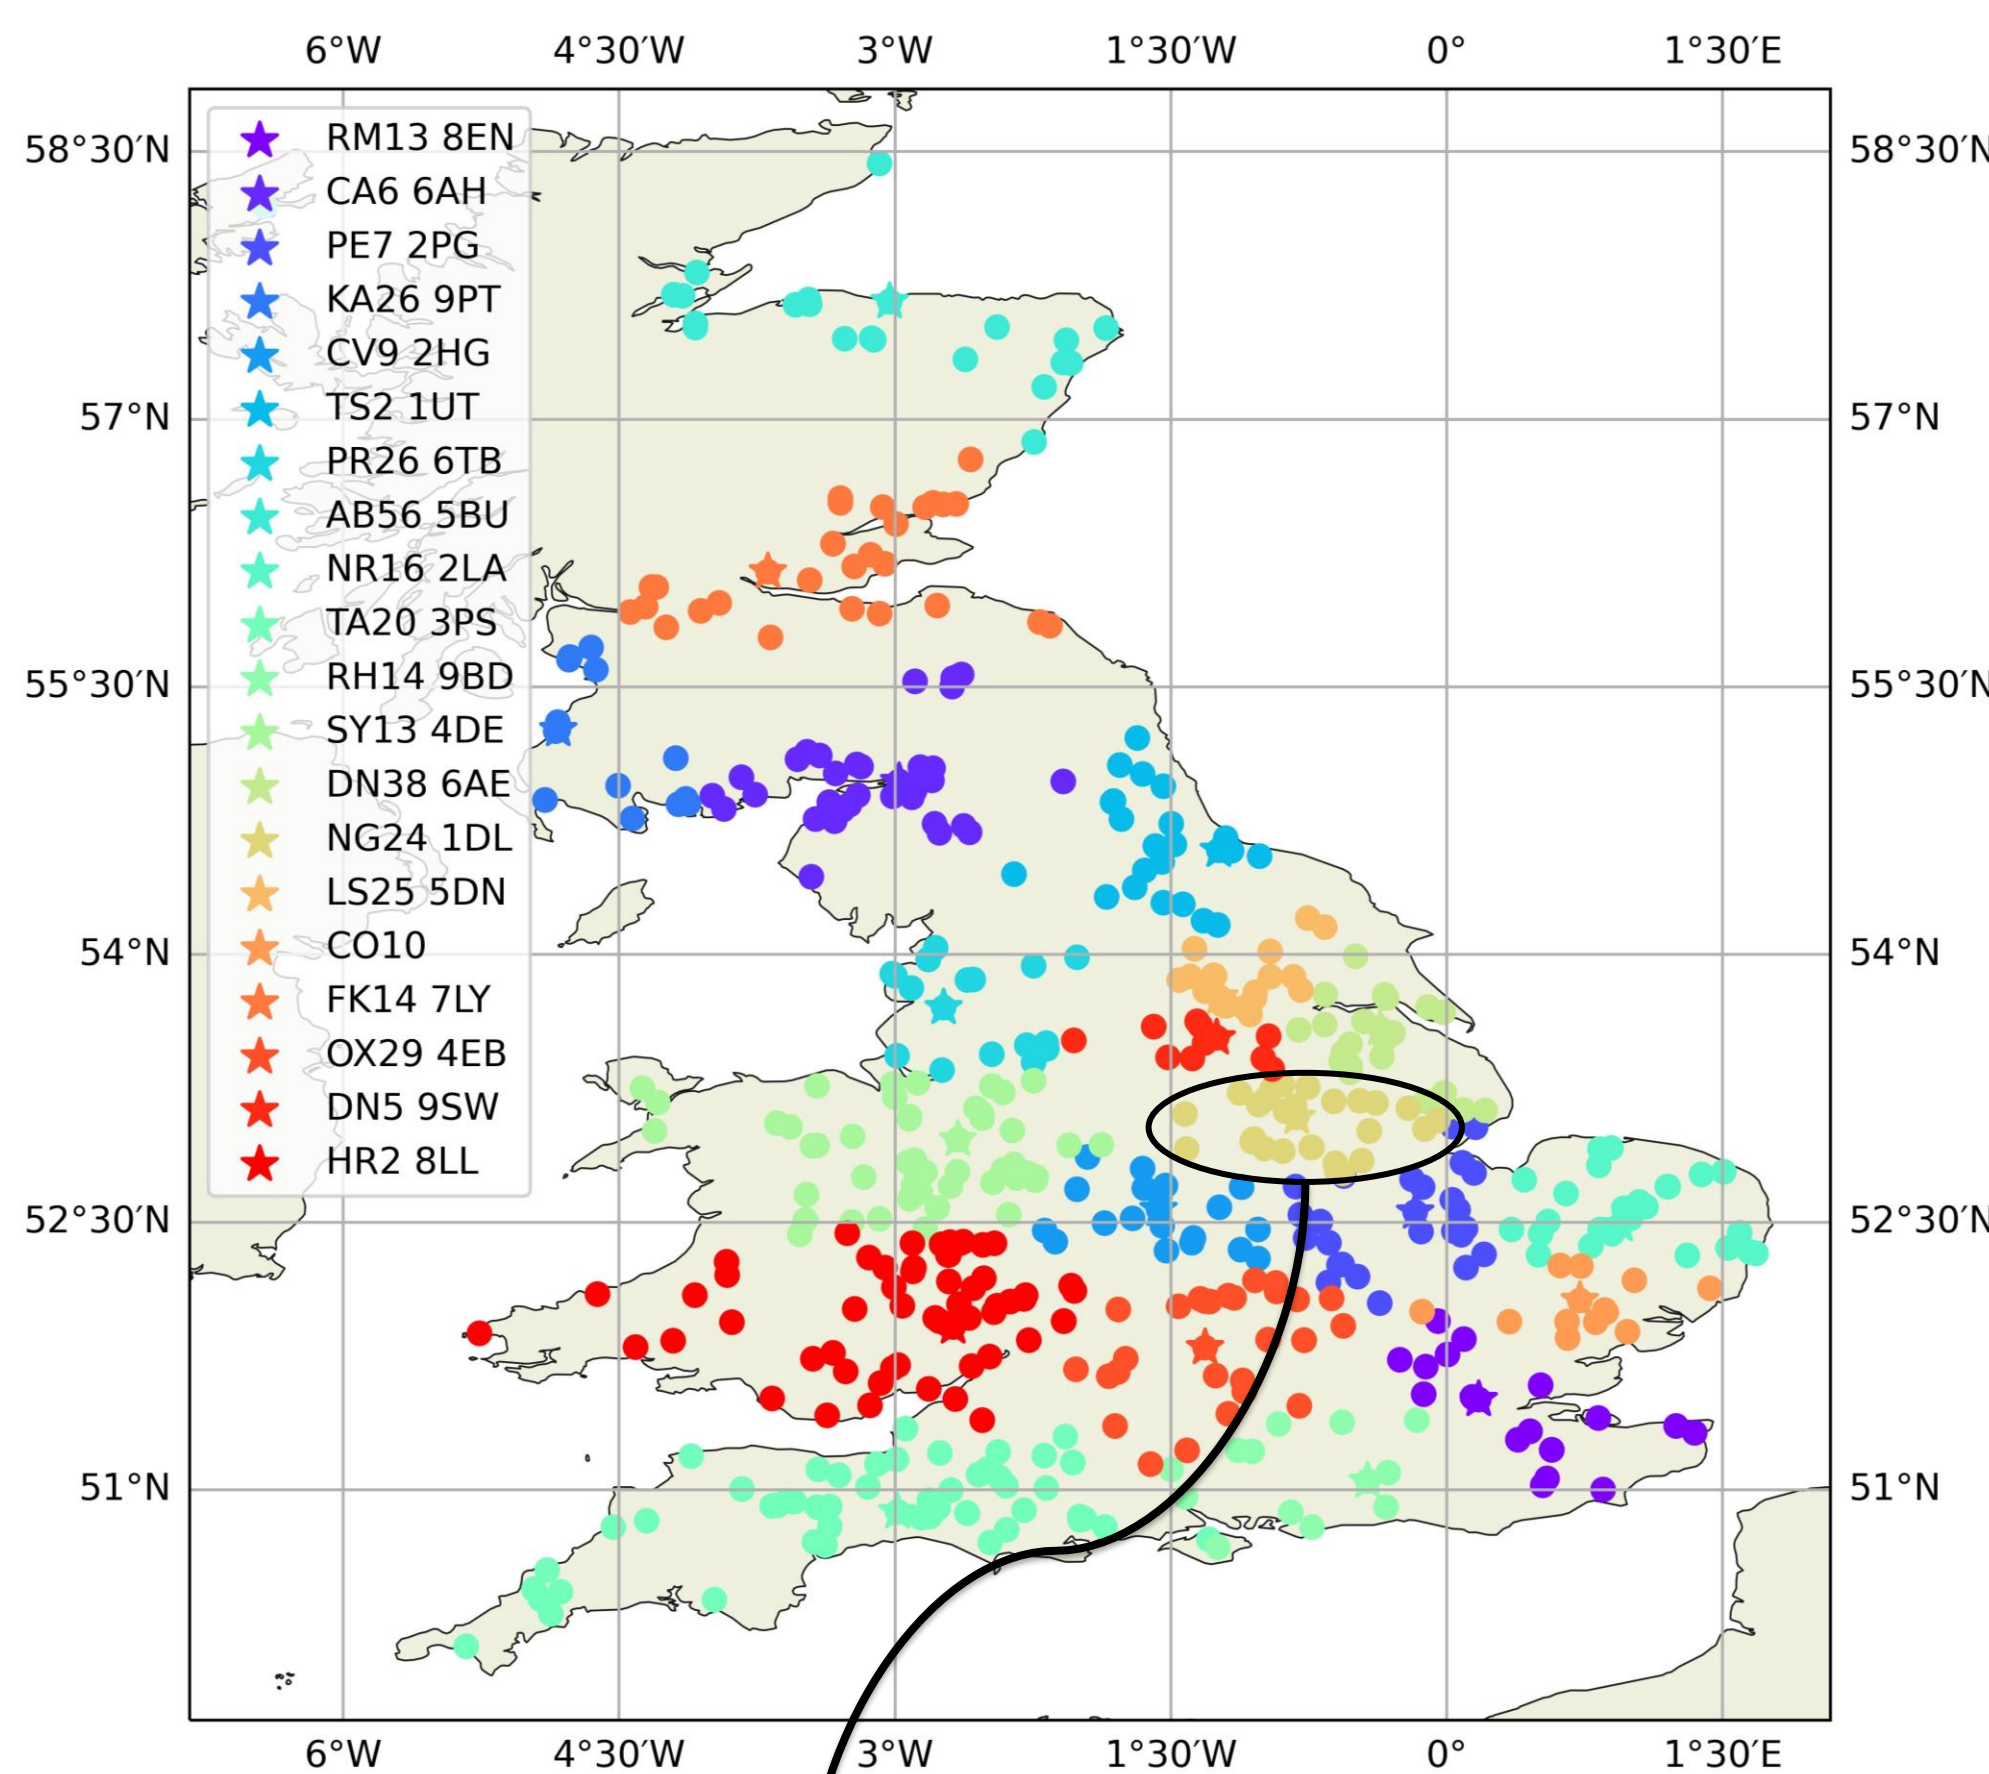 6°W 4°30′W 3°W 1°30′W 0° 1°30′E
58°30′N 58°30′N
57°N 57°N
55°30′N 55°30′N
54°N 54°N
52°30′N 52°30′N
51°N 51°N
RM13 8EN
CA6 6AH
PE7 2PG
KA26 9PT
CV9 2HG
TS2 1UT
PR26 6TB
AB56 5BU
NR16 2LA
TA20 3PS
RH14 9BD
SY13 4DE
DN38 6AE
NG24 1DL
LS25 5DN
CO10
FK14 7LY
OX29 4EB
DN5 9SW
HR2 8LL
6°W 4°30′W 3°W 1°30′W 0° 1°30′E